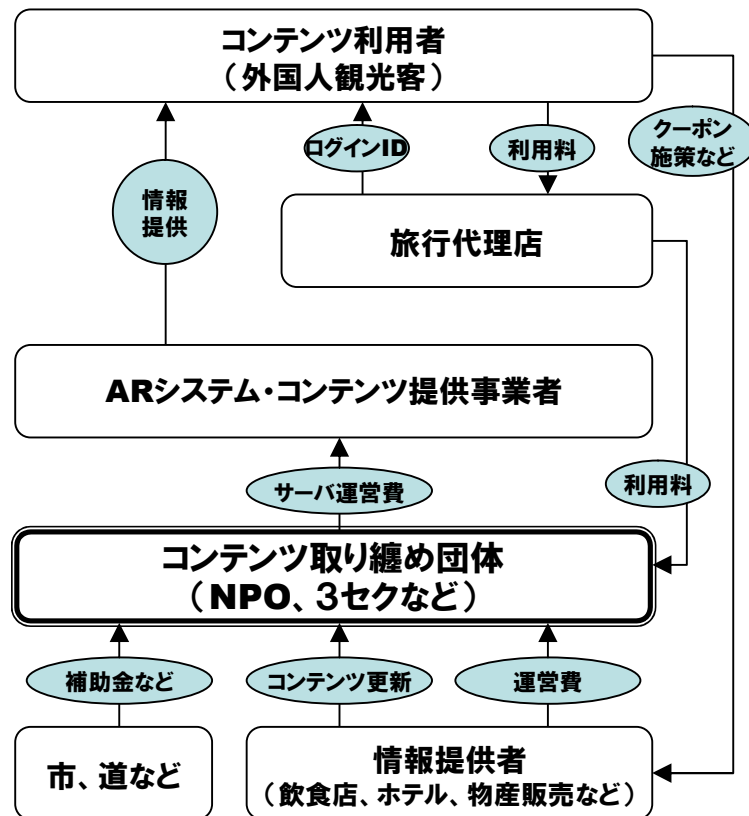 コンテンツ利用者
（外国人観光客）
ログインID
利用料
クーポン
施策など
情報
提供
旅行代理店
ARシステム・コンテンツ提供事業者
サーバ運営費
利用料
コンテンツ取り纏め団体
（NPO、3セクなど）
補助金など
コンテンツ更新
運営費
市、道など
情報提供者
（飲食店、ホテル、物産販売など）